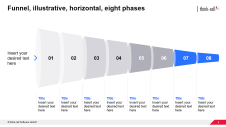 Funnel, illustrative, horizontal, eight phases
think-cell
Insert your
desired text
here
01 02 03 04 05 06 07 08
Title Title Title Title Title Title Title Title
Insert your Insert your Insert your Insert your Insert your Insert your Insert your Insert your
desired text desired text desired text desired text desired text desired text desired text desired text
here here here here here here here here